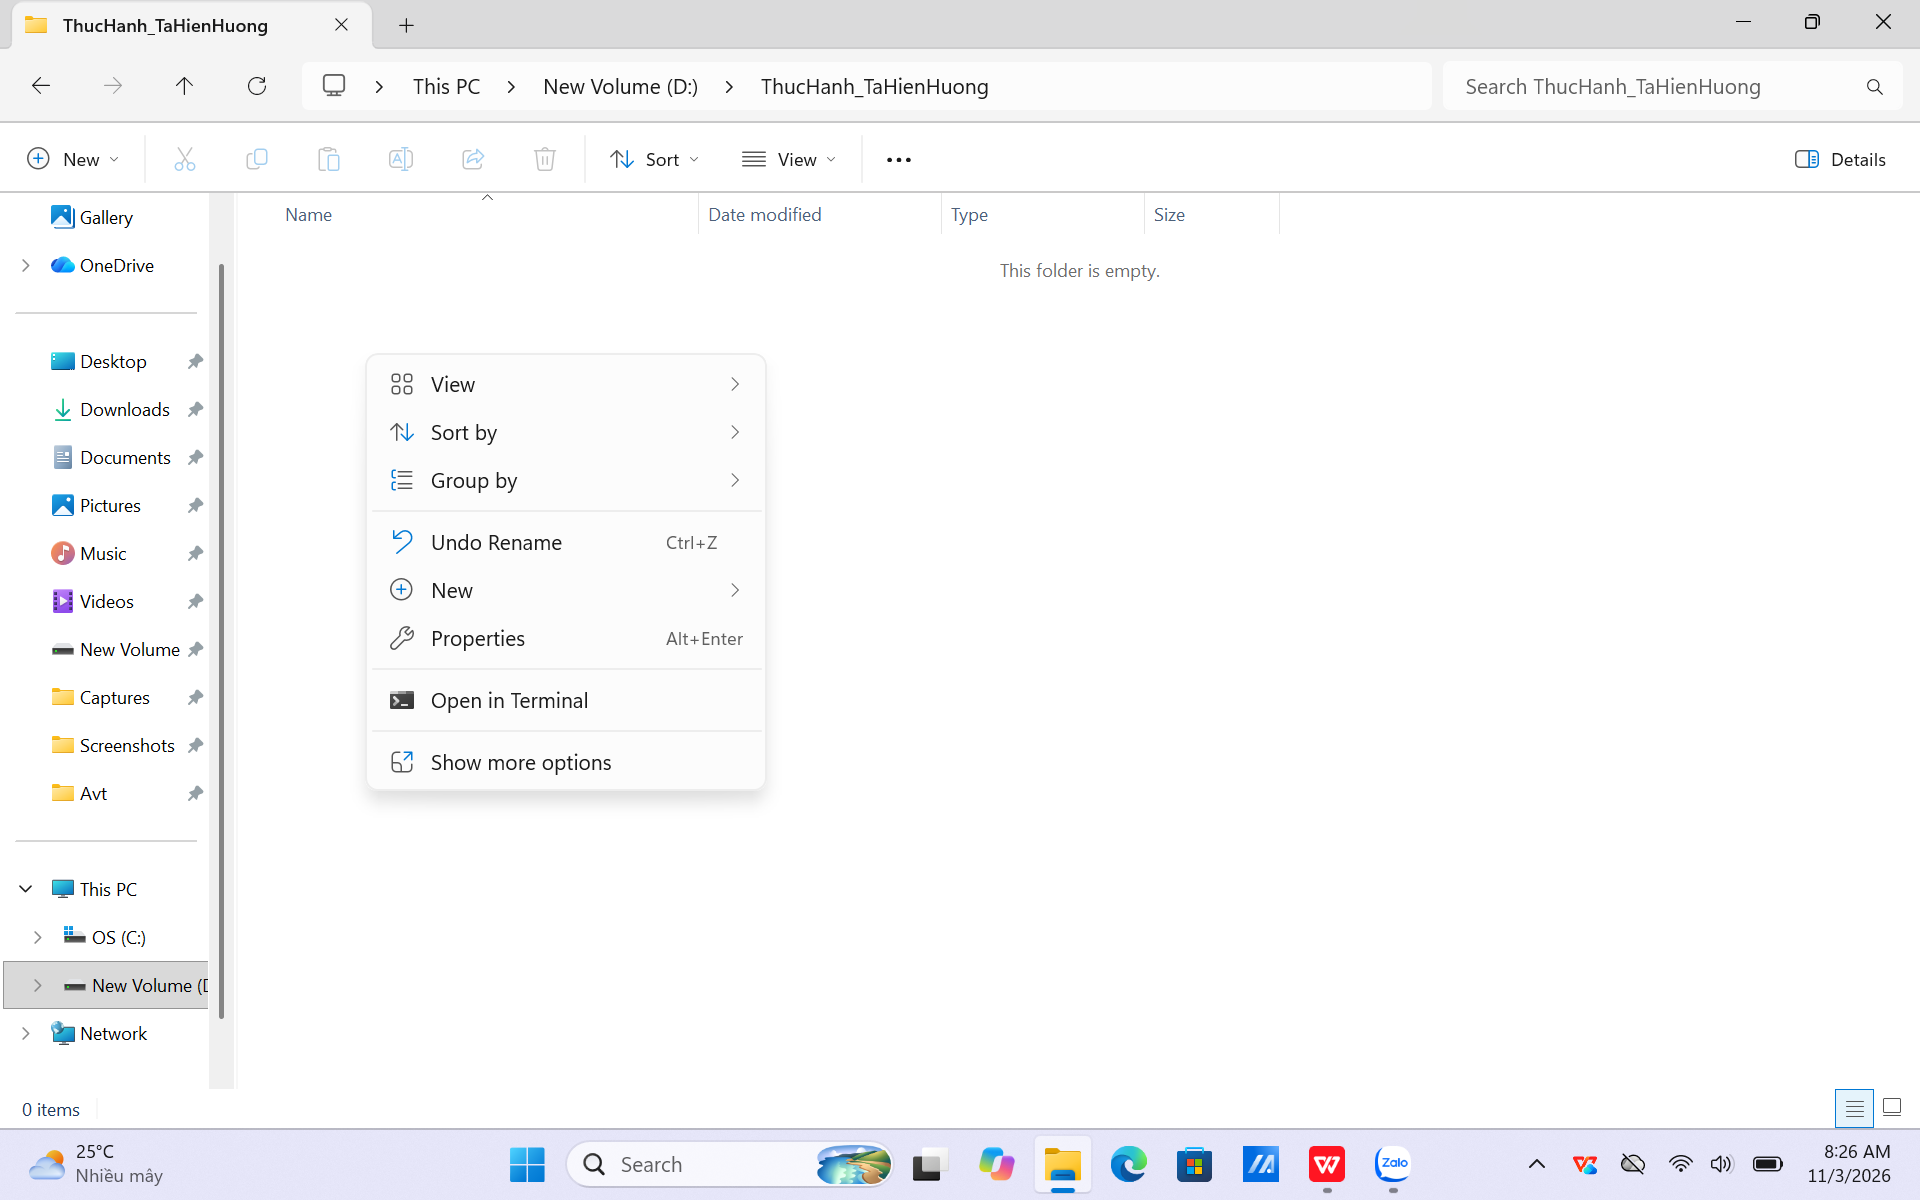 ThucHanh_TaHienHuong
This PC New Volume (D:) ThucHanh_TaHienHuong
Search ThucHanh_TaHienHuong
New Sort View Details
Name Date modified Type Size
This folder is empty.
Gallery
OneDrive
Desktop
Downloads
Documents
Pictures
Music
Videos
New Volume
Captures
Screenshots
Avt
This PC
OS (C:)
New Volume (D
Network
View
Sort by
Group by
Undo Rename Ctrl+Z
New
Properties Alt+Enter
Open in Terminal
Show more options
0 items
25°C
Nhiều mây
Search
Zalo
8:26 AM
11/3/2026